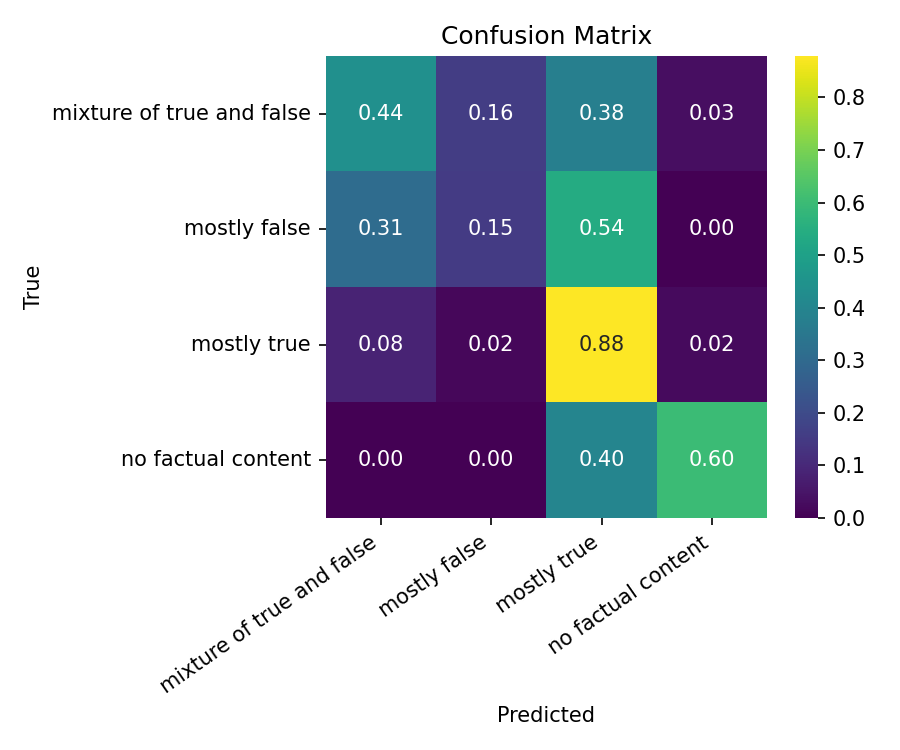 Confusion Matrix
mixture of true and false 0.44 0.16 0.38 0.03
mostly false 0.31 0.15 0.54 0.00
mostly true 0.08 0.02 0.88 0.02
no factual content 0.00 0.00 0.40 0.60
True
mixture of true and false
mostly false
mostly true
no factual content
Predicted
0.8
0.7
0.6
0.5
0.4
0.3
0.2
0.1
0.0